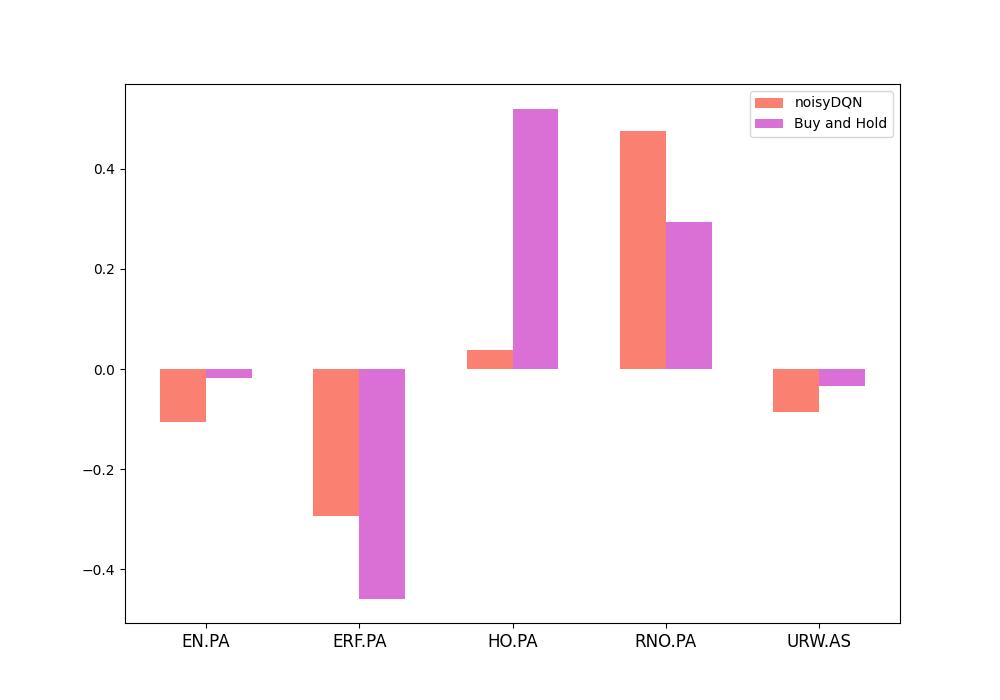 noisyDQN
Buy and Hold
0.4
0.2
0.0
−0.2
−0.4
EN.PA
ERF.PA
HO.PA
RNO.PA
URW.AS